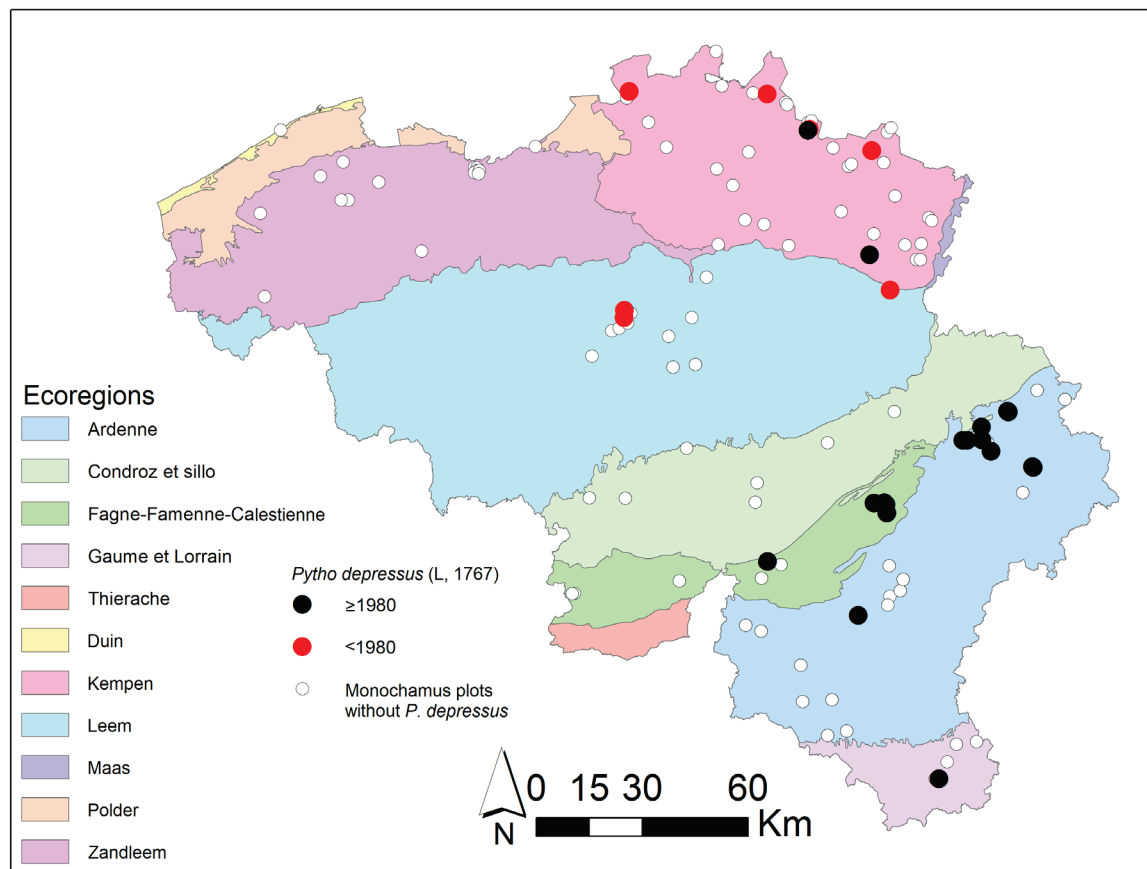 Ecoregions
Ardenne
Condroz et sillo
Fagne-Famenne-Calestienne
Gaume et Lorrain
Thierache
Duin
Kempen
Leem
Maas
Polder
Zandleem
Pytho depressus (L, 1767)
≥1980
<1980
Monochamus plots
without P. depressus
N
0 15 30 60
Km